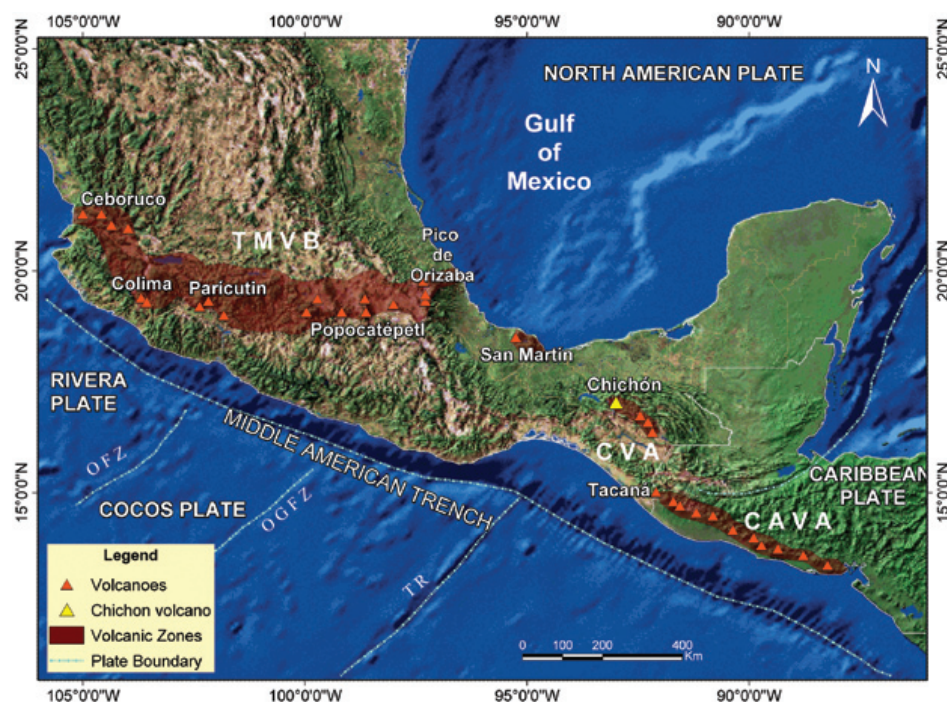 105°0'0"W
100°0'0"W
95°0'0"W
90°0'0"W
25°0'0"N
25°0'0"N
NORTH AMERICAN PLATE
N
Gulf
of
Mexico
Ceboruco
T M V B
Pico
de
Orizaba
20°0'0"N
20°0'0"N
Colima
Paricutin
Popocatépetl
San Martín
Chichón
RIVERA
PLATE
MIDDLE AMERICAN TRENCH
C V A
CARIBBEAN
PLATE
Tacana
15°0'0"N
15°0'0"N
OFZ
COCOS PLATE
OGFZ
C A V A
TR
Legend
Volcanoes
Chichon volcano
Volcanic Zones
Plate Boundary
0 100 200 400
Km
105°0'0"W
100°0'0"W
95°0'0"W
90°0'0"W